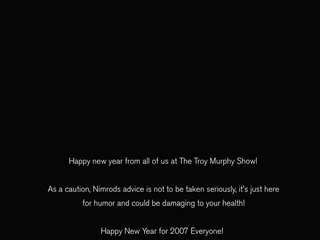 Happy new year from all of us at The Troy Murphy Show!
As a caution, Nimrods advice is not to be taken seriously, it's just here
for humor and could be damaging to your health!
Happy New Year for 2007 Everyone!